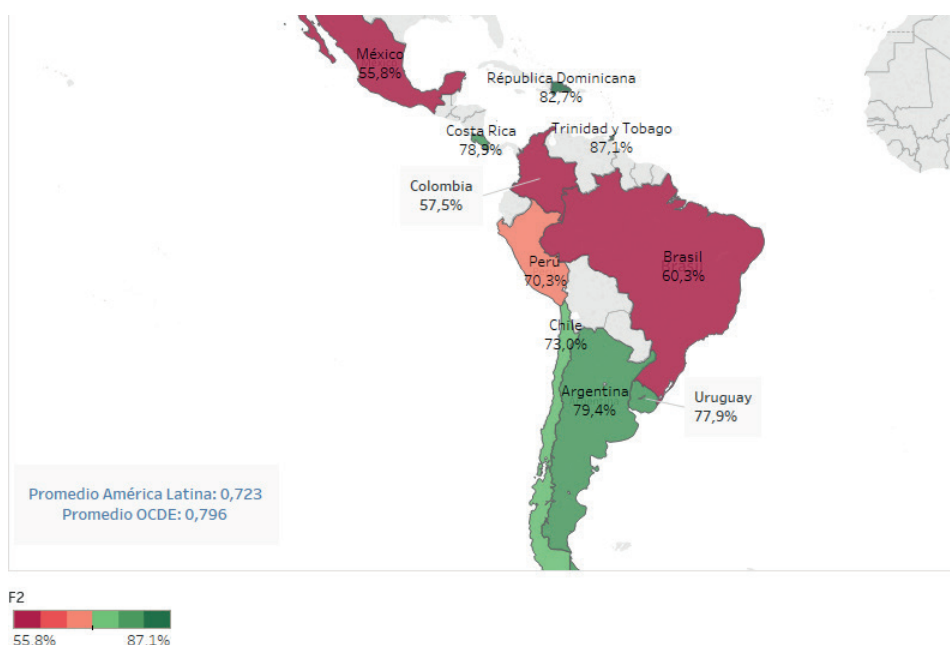 México
55,8%
Républica Dominicana
82,7%
Costa Rica
78,9%
Trinidad y Tobago
87,1%
Colombia
57,5%
Perú
70,3%
Brasil
60,3%
Chile
73,0%
Argentina
79,4%
Uruguay
77,9%
Promedio América Latina: 0,723
Promedio OCDE: 0,796
F2
55,8% 87,1%